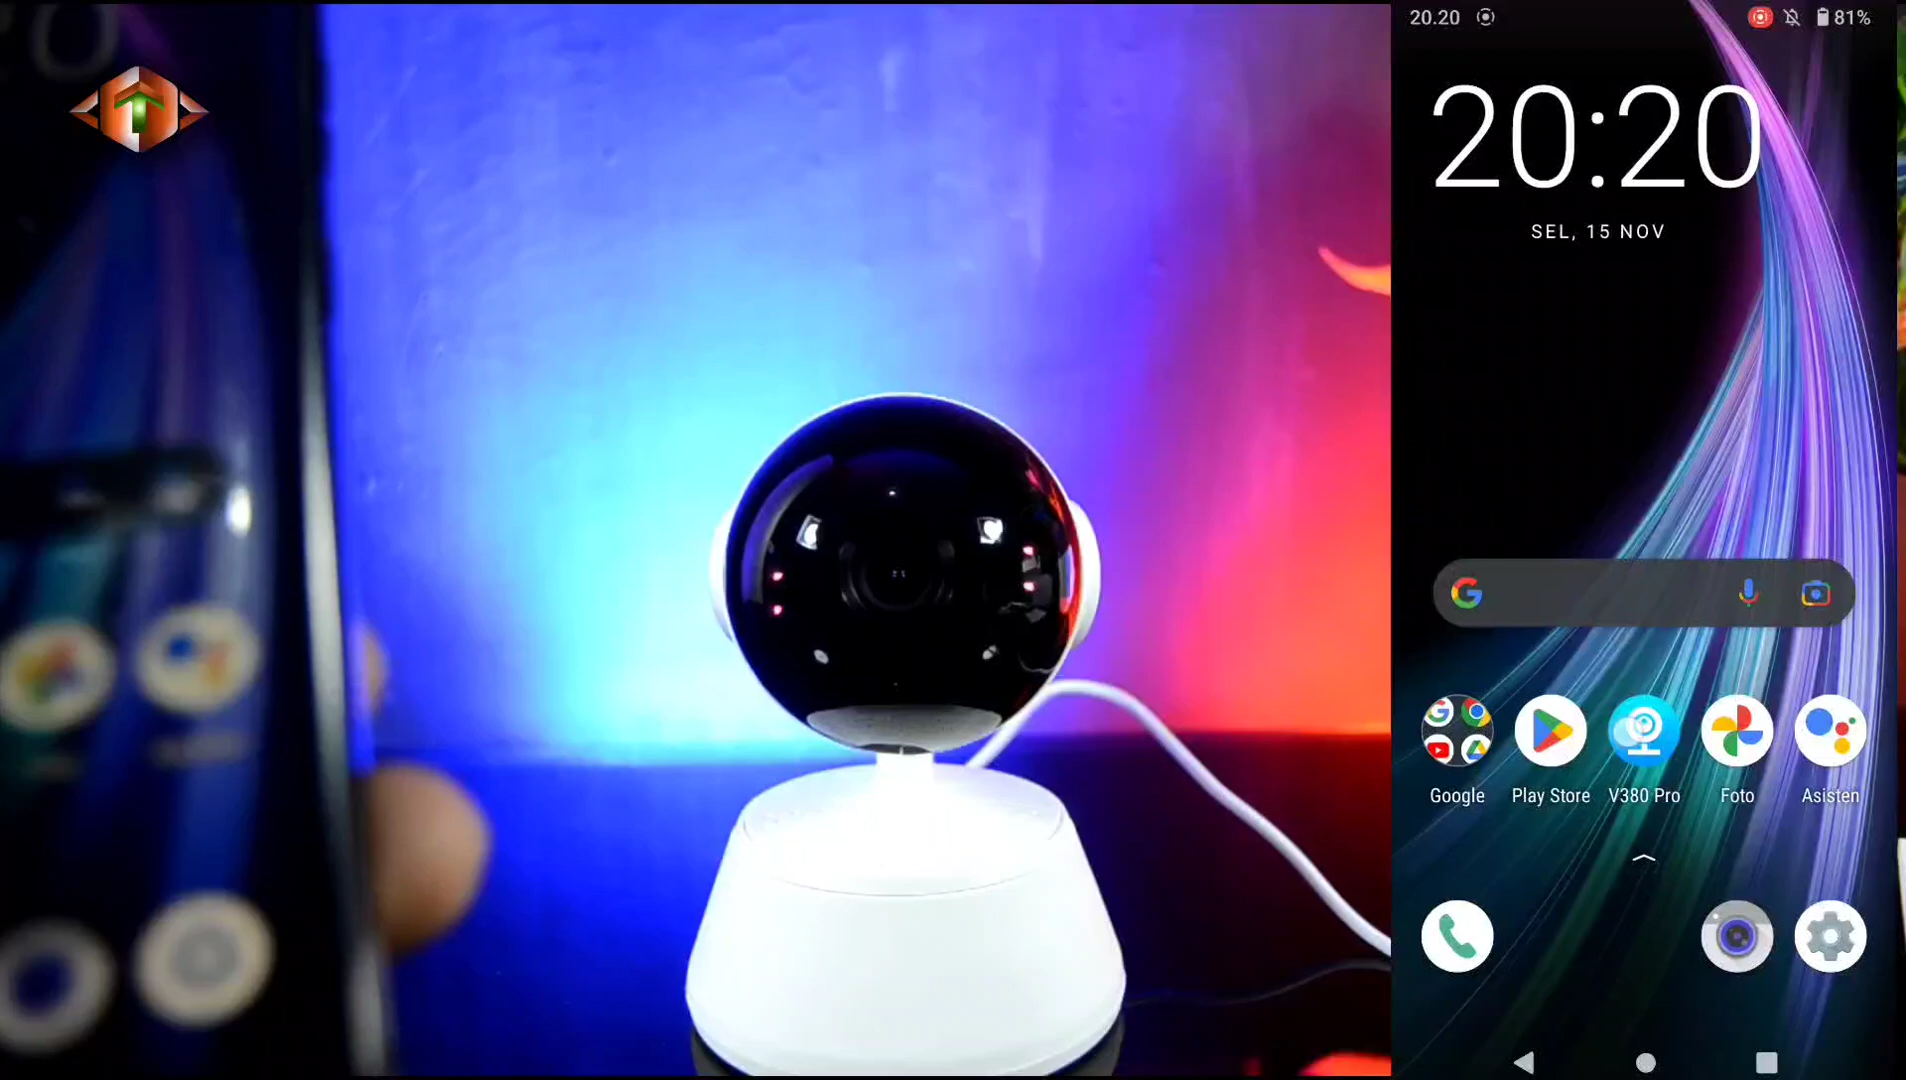 20.20
81%
20:20
SEL, 15 NOV
Google
Play Store
V380 Pro
Foto
Asisten